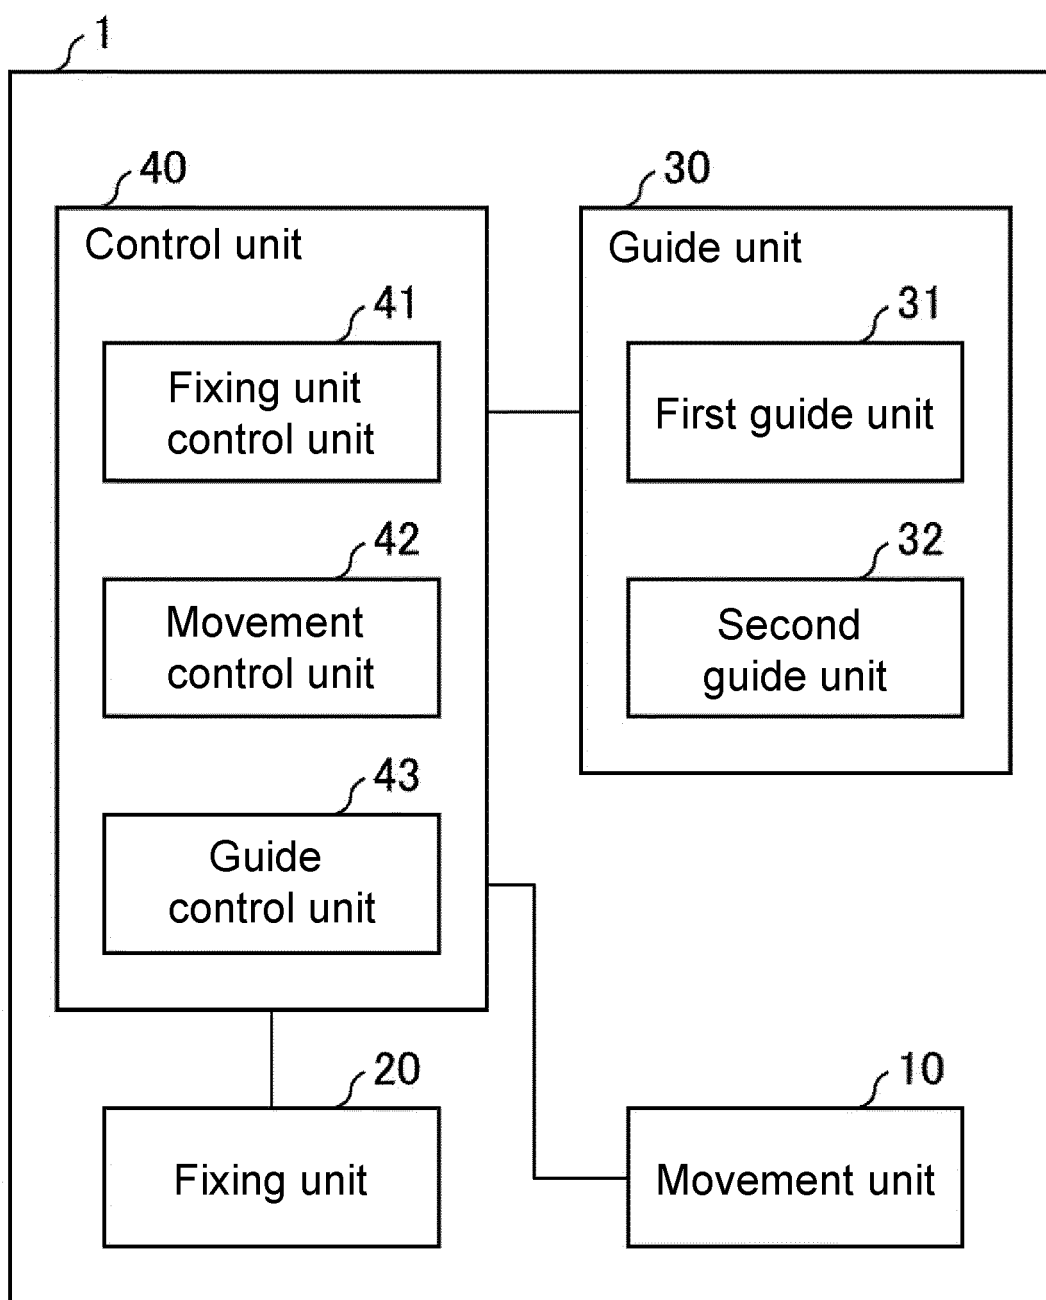 1
40
Control unit
41
Fixing unit
control unit
42
Movement
control unit
43
Guide
control unit
30
Guide unit
31
First guide unit
32
Second
guide unit
20
Fixing unit
10
Movement unit